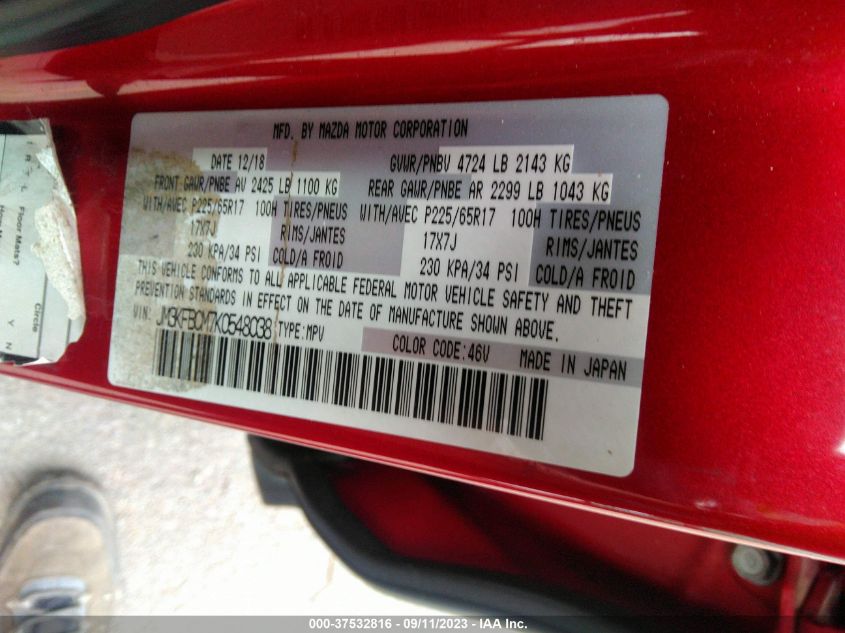 MFD. BY MAZDA MOTOR CORPORATION
DATE 12/18 GVWR/PNBV 4724 LB 2143 KG
FRONT GAWR/PNBE AV 2425 LB 1100 KG REAR GAWR/PNBE AR 2299 LB 1043 KG
WITH/AVEC P225/65R17 100H TIRES/PNEUS WITH/AVEC P225/65R17 100H TIRES/PNEUS
17X7J RIMS/JANTES 17X7J RIMS/JANTES
230 KPA/34 PSI COLD/A FROID 230 KPA/34 PSI COLD/A FROID
THIS VEHICLE CONFORMS TO ALL APPLICABLE FEDERAL MOTOR VEHICLE SAFETY AND THEFT
PREVENTION STANDARDS IN EFFECT ON THE DATE OF MANUFACTURE SHOWN ABOVE.
VIN: JM3KFBCM7K0548038 TYPE:MPV
COLOR CODE:46V MADE IN JAPAN
Floor Mats?
Circle
Y N
000-37532816 - 09/11/2023 - IAA Inc.